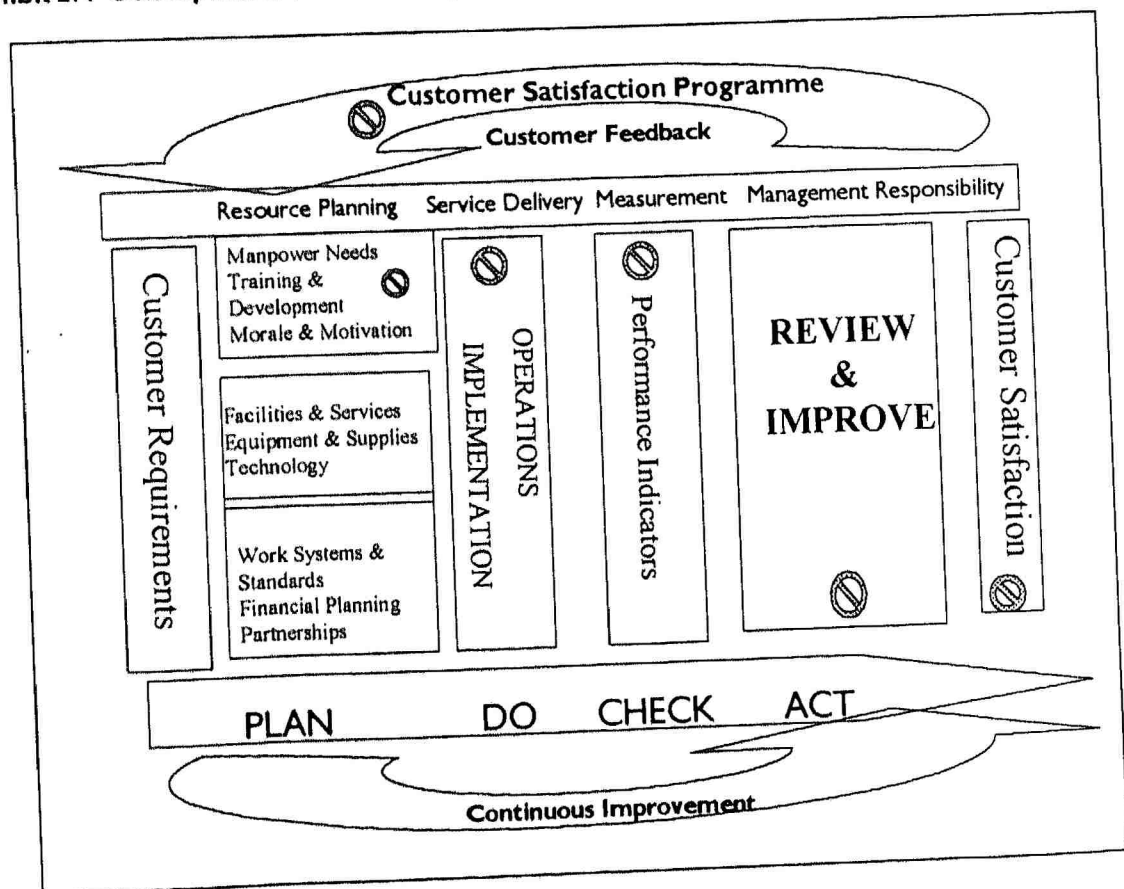 Customer Satisfaction Programme
Customer Feedback
Resource Planning Service Delivery Measurement Management Responsibility
Customer Requirements
Manpower Needs
Training &
Development
Morale & Motivation
Facilities & Services
Equipment & Supplies
Technology
Work Systems &
Standards
Financial Planning
Partnerships
OPERATIONS
IMPLEMENTATION
Performance Indicators
REVIEW
&
IMPROVE
Customer Satisfaction
PLAN DO CHECK ACT
Continuous Improvement